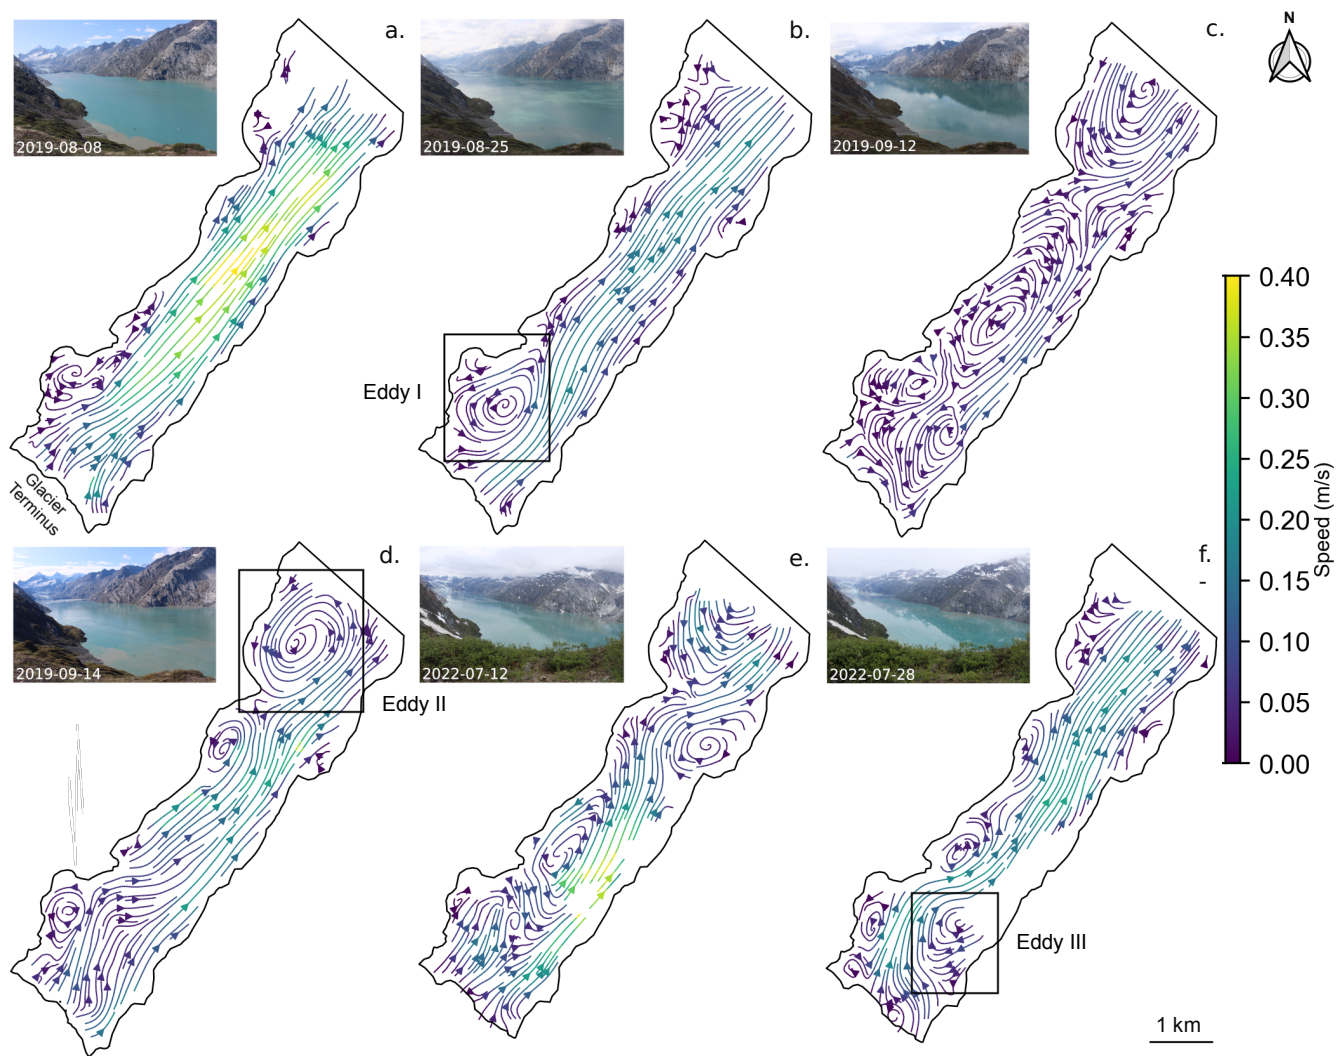 a.
b.
c.
N
2019-08-08
2019-08-25
2019-09-12
0.40
0.35
0.30
0.25
0.20
0.15
0.10
0.05
0.00
Speed (m/s)
Eddy I
Glacier
Terminus
d.
e.
f.
-
2019-09-14
2022-07-12
2022-07-28
Eddy II
Eddy III
1 km